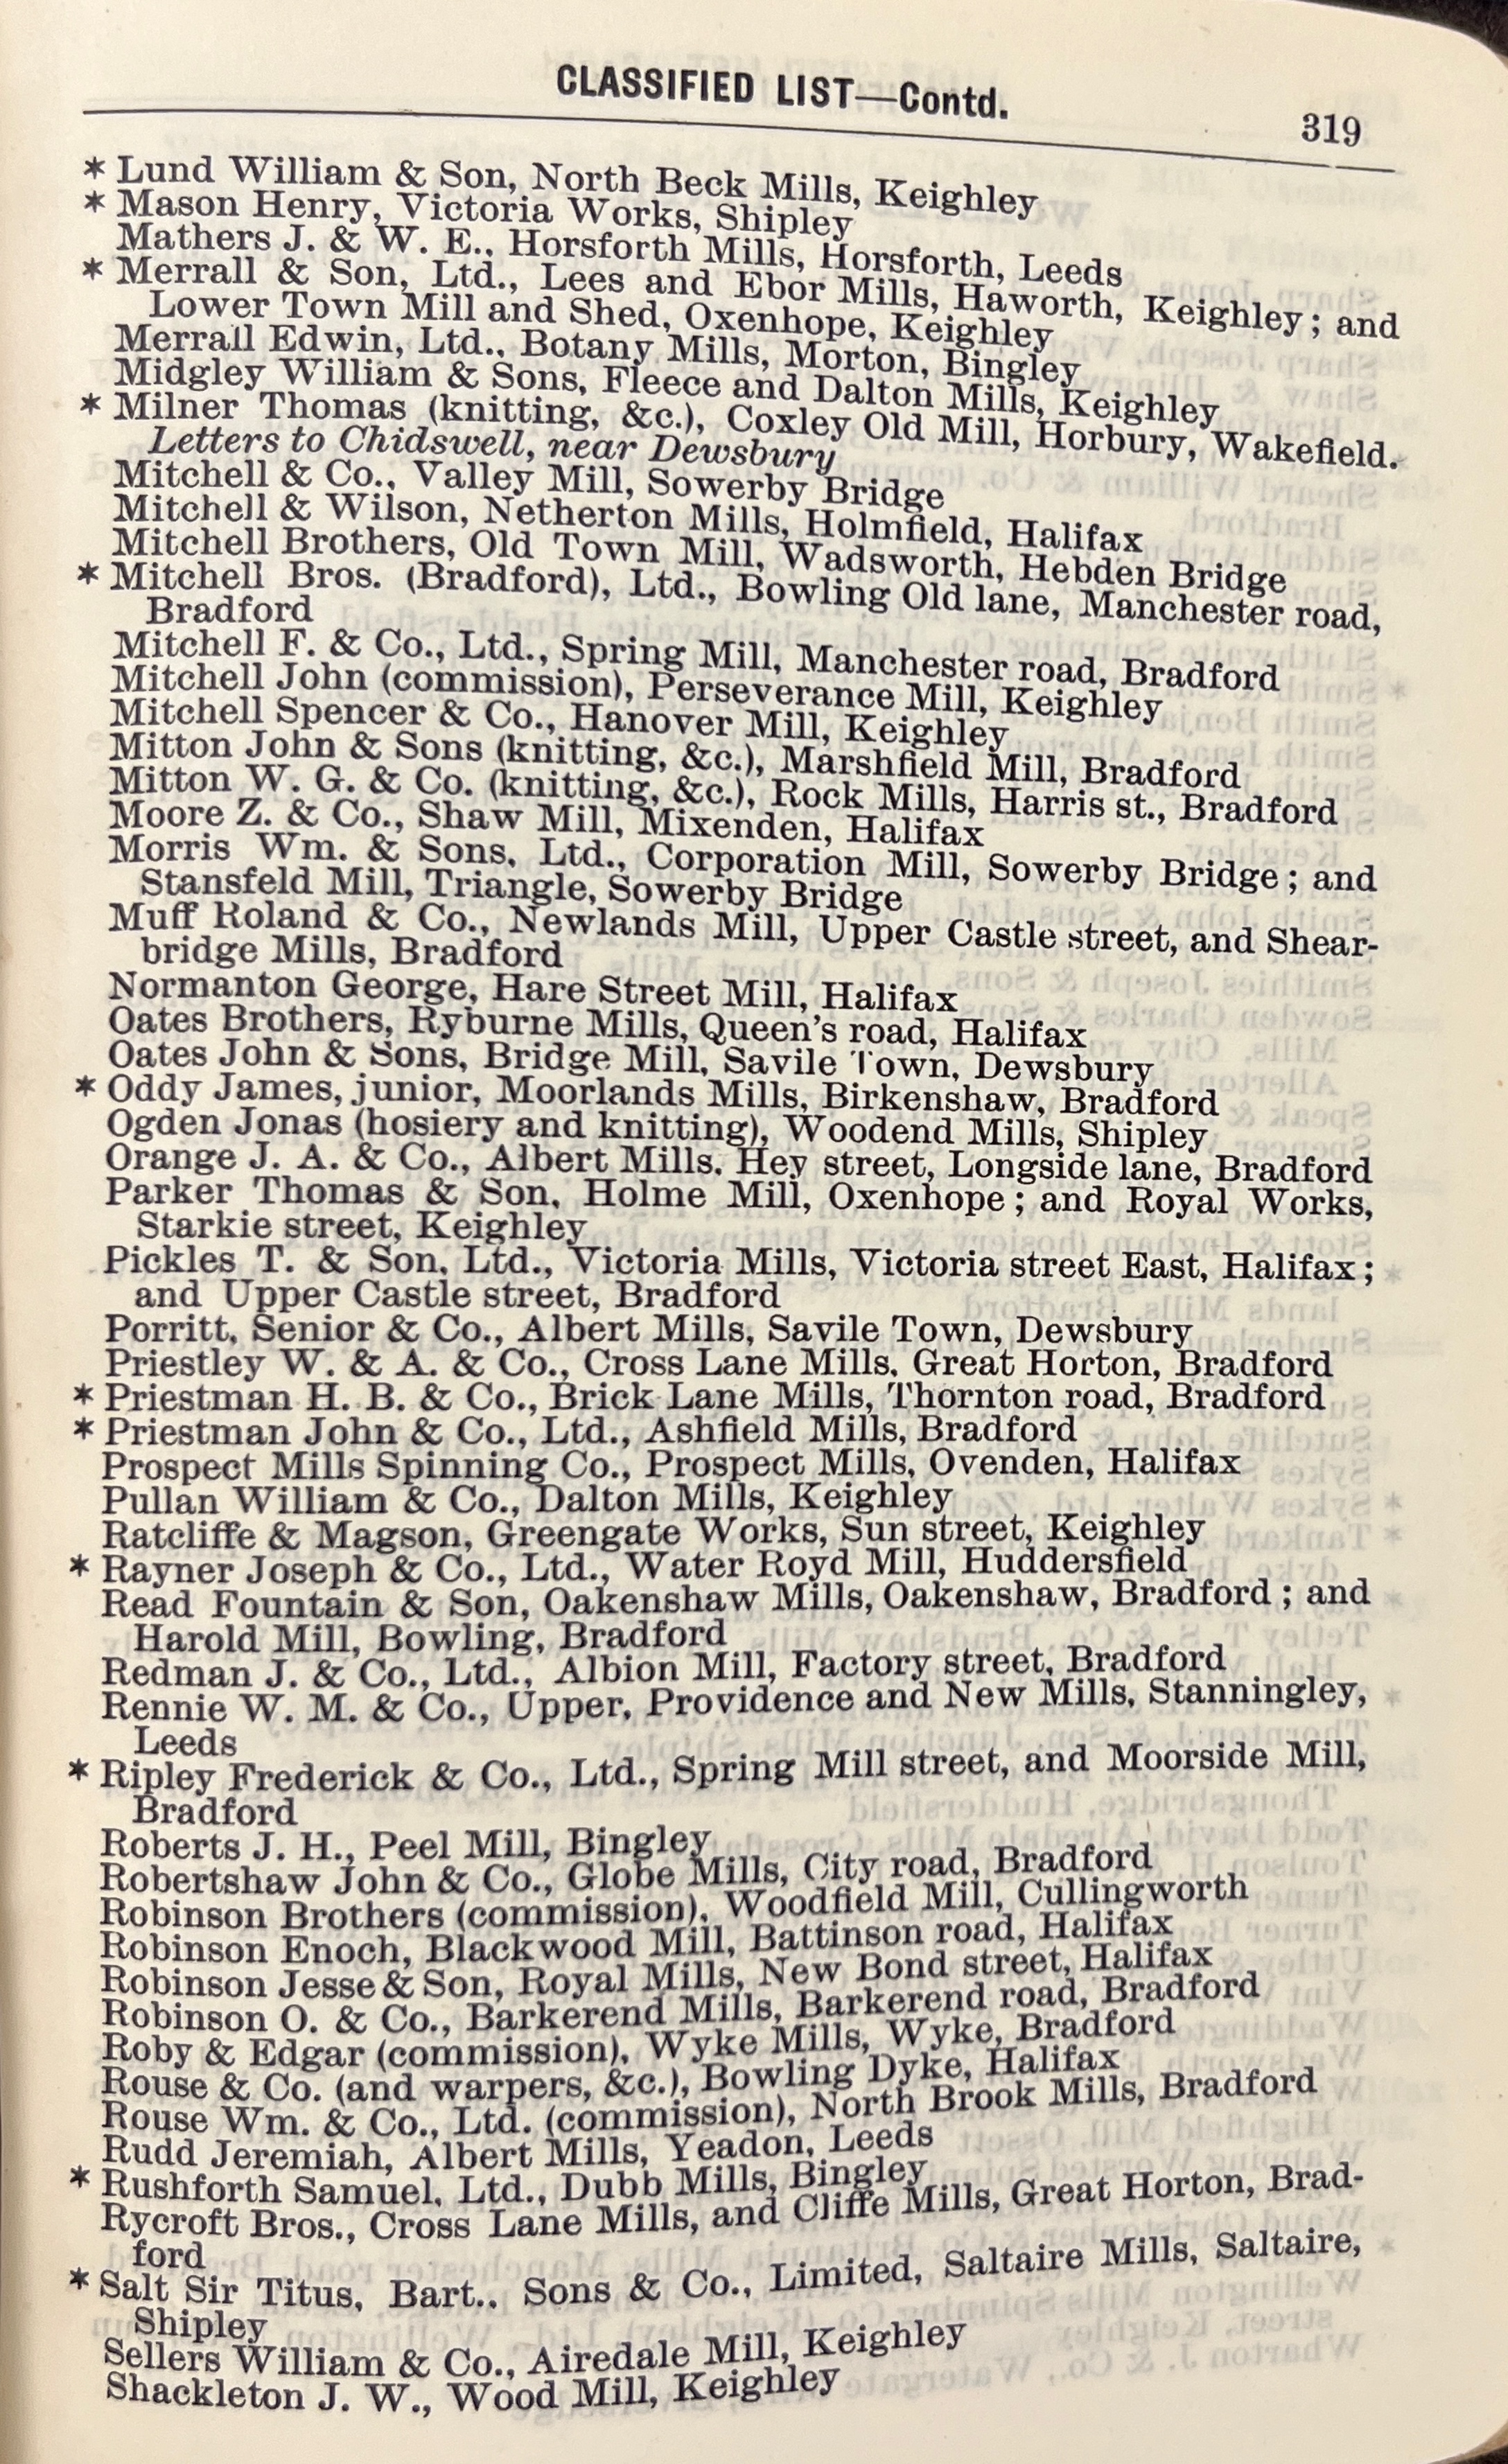 CLASSIFIED LIST—Contd.
319
* Lund William & Son, North Beck Mills, Keighley
* Mason Henry, Victoria Works, Shipley
Mathers J. & W. E., Horsforth Mills, Horsforth, Leeds
* Merrall & Son, Ltd., Lees and Ebor Mills, Haworth, Keighley; and
Lower Town Mill and Shed, Oxenhope, Keighley
Merrall Edwin, Ltd., Botany Mills, Morton, Bingley
Midgley William & Sons, Fleece and Dalton Mills, Keighley
* Milner Thomas (knitting, &c.), Coxley Old Mill, Horbury, Wakefield.
Letters to Chidswell, near Dewsbury
Mitchell & Co., Valley Mill, Sowerby Bridge
Mitchell & Wilson, Netherton Mills, Holmfield, Halifax
Mitchell Brothers, Old Town Mill, Wadsworth, Hebden Bridge
* Mitchell Bros. (Bradford), Ltd., Bowling Old lane, Manchester road,
Bradford
Mitchell F. & Co., Ltd., Spring Mill, Manchester road, Bradford
Mitchell John (commission), Perseverance Mill, Keighley
Mitchell Spencer & Co., Hanover Mill, Keighley
Mitton John & Sons (knitting, &c.), Marshfield Mill, Bradford
Mitton W. G. & Co. (knitting, &c.), Rock Mills, Harris st., Bradford
Moore Z. & Co., Shaw Mill, Mixenden, Halifax
Morris Wm. & Sons, Ltd., Corporation Mill, Sowerby Bridge; and
Stansfeld Mill, Triangle, Sowerby Bridge
Muff Roland & Co., Newlands Mill, Upper Castle street, and Shear-
bridge Mills, Bradford
Normanton George, Hare Street Mill, Halifax
Oates Brothers, Ryburne Mills, Queen's road, Halifax
Oates John & Sons, Bridge Mill, Savile Town, Dewsbury
* Oddy James, junior, Moorlands Mills, Birkenshaw, Bradford
Ogden Jonas (hosiery and knitting), Woodend Mills, Shipley
Orange J. A. & Co., Albert Mills, Hey street, Longside lane, Bradford
Parker Thomas & Son, Holme Mill, Oxenhope; and Royal Works,
Starkie street, Keighley
Pickles T. & Son, Ltd., Victoria Mills, Victoria street East, Halifax;
and Upper Castle street, Bradford
Porritt, Senior & Co., Albert Mills, Savile Town, Dewsbury
Priestley W. & A. & Co., Cross Lane Mills, Great Horton, Bradford
* Priestman H. B. & Co., Brick Lane Mills, Thornton road, Bradford
* Priestman John & Co., Ltd., Ashfield Mills, Bradford
Prospect Mills Spinning Co., Prospect Mills, Ovenden, Halifax
Pullan William & Co., Dalton Mills, Keighley
Ratcliffe & Magson, Greengate Works, Sun street, Keighley
* Rayner Joseph & Co., Ltd., Water Royd Mill, Huddersfield
Read Fountain & Son, Oakenshaw Mills, Oakenshaw, Bradford; and
Harold Mill, Bowling, Bradford
Redman J. & Co., Ltd., Albion Mill, Factory street, Bradford
Rennie W. M. & Co., Upper, Providence and New Mills, Stanningley,
Leeds
* Ripley Frederick & Co., Ltd., Spring Mill street, and Moorside Mill,
Bradford
Roberts J. H., Peel Mill, Bingley
Robertshaw John & Co., Globe Mills, City road, Bradford
Robinson Brothers (commission), Woodfield Mill, Cullingworth
Robinson Enoch, Blackwood Mill, Battinson road, Halifax
Robinson Jesse & Son, Royal Mills, New Bond street, Halifax
Robinson O. & Co., Barkerend Mills, Barkerend road, Bradford
Roby & Edgar (commission), Wyke Mills, Wyke, Bradford
Rouse & Co. (and warpers, &c.), Bowling Dyke, Halifax
Rouse Wm. & Co., Ltd. (commission), North Brook Mills, Bradford
Rudd Jeremiah, Albert Mills, Yeadon, Leeds
* Rushforth Samuel, Ltd., Dubb Mills, Bingley
Rycroft Bros., Cross Lane Mills, and Cliffe Mills, Great Horton, Brad-
ford
* Salt Sir Titus, Bart., Sons & Co., Limited, Saltaire Mills, Saltaire,
Shipley
Sellers William & Co., Airedale Mill, Keighley
Shackleton J. W., Wood Mill, Keighley